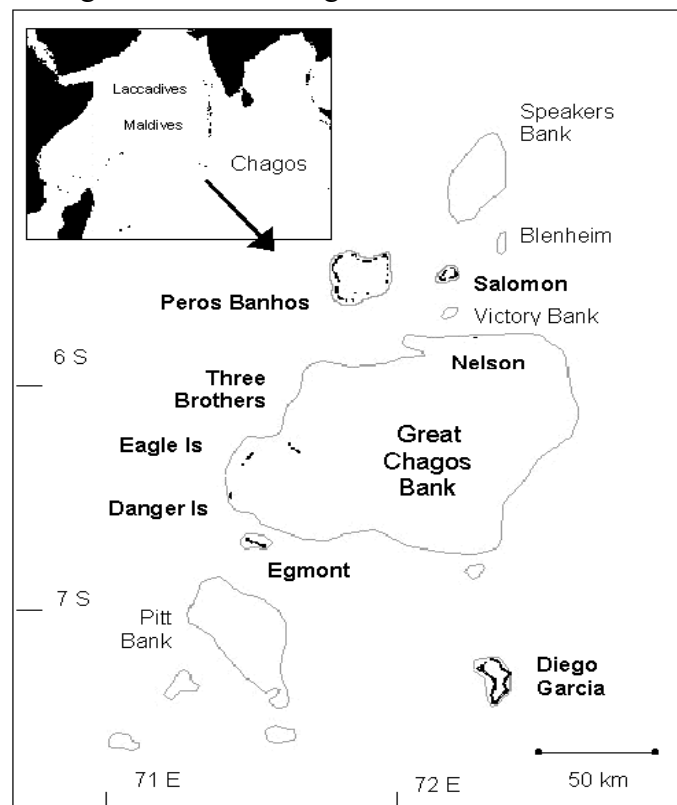 Laccadives
Maldives
Chagos
Speakers
Bank
Blenheim
Salomon
Peros Banhos
Victory Bank
6 S
Nelson
Three
Brothers
Great
Chagos
Bank
Eagle Is
Danger Is
Egmont
7 S
Pitt
Bank
Diego
Garcia
71 E
72 E
50 km